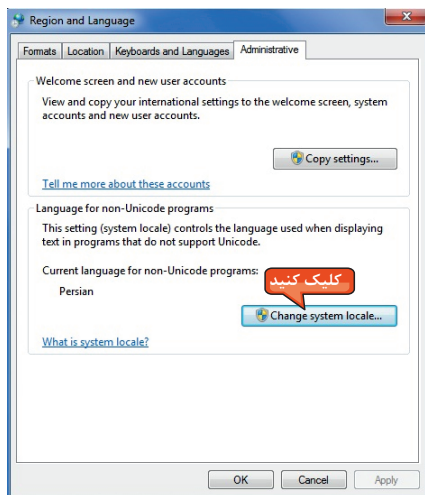 Region and Language
Formats Location Keyboards and Languages Administrative
Welcome screen and new user accounts
View and copy your international settings to the welcome screen, system
accounts and new user accounts.
Copy settings...
Tell me more about these accounts
Language for non-Unicode programs
This setting (system locale) controls the language used when displaying
text in programs that do not support Unicode.
Current language for non-Unicode programs:
کلیک کنید
Persian
Change system locale...
What is system locale?
OK Cancel Apply